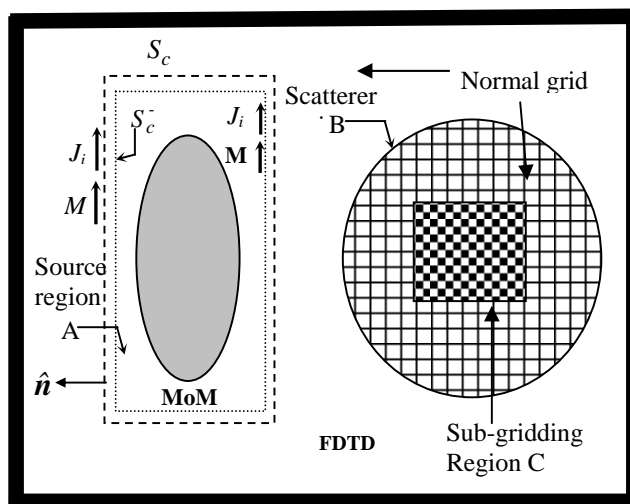 S_c
S_c^-
J_i
M
J_i
M
Source
region
A
n̂
MoM
Scatterer
B
Normal grid
FDTD
Sub-gridding
Region C